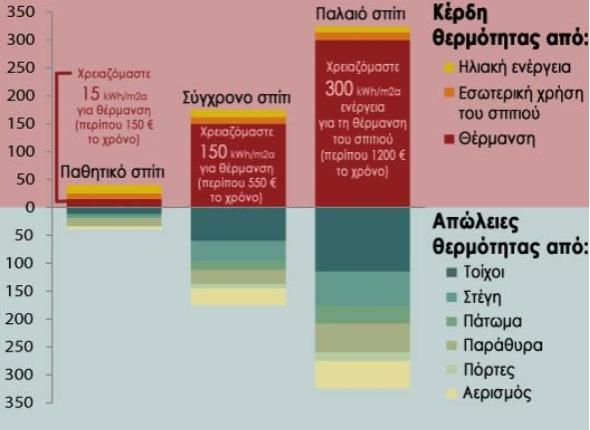 350
300
250
200
150
100
50
0
50
100
150
200
250
300
350
Χρειαζόμαστε
15 kWh/m2a
για θέρμανση
(περίπου 150 €
το χρόνο)
Παθητικό σπίτι
Σύγχρονο σπίτι
Χρειαζόμαστε
150 kWh/m2a
για θέρμανση
(περίπου 550 €
το χρόνο)
Παλαιό σπίτι
Χρειαζόμαστε
300 kWh/m2a
ενέργεια
για τη θέρμανση
του σπιτιού
(περίπου 1200 €
το χρόνο)
Κέρδη
θερμότητας από:
Ηλιακή ενέργεια
Εσωτερική χρήση
του σπιτιού
Θέρμανση
Απώλειες
θερμότητας από:
Τοίχοι
Στέγη
Πάτωμα
Παράθυρα
Πόρτες
Αερισμός